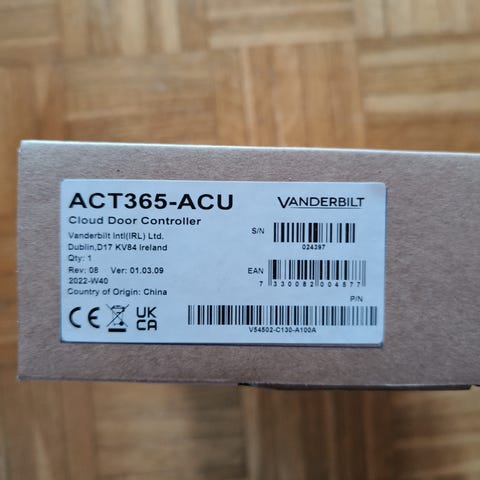 ACT365-ACU
Cloud Door Controller
Vanderbilt Intl(IRL) Ltd.
Dublin,D17 KV84 Ireland
Qty: 1
Rev: 08 Ver: 01.03.09
2022-W40
Country of Origin: China
CE
UK
CA
VANDERBILT
S/N
024397
EAN
7 330082 004577
P/N
V54502-C130-A100A